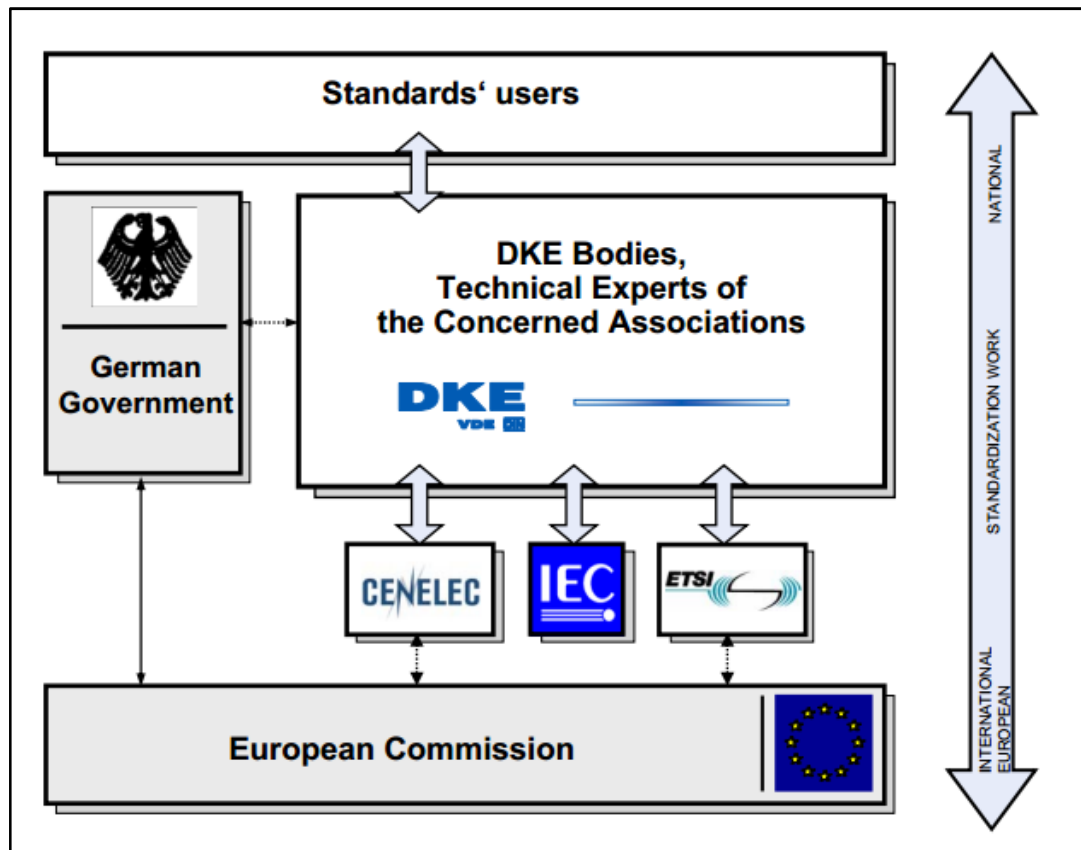 Standards‘ users
German
Government
DKE Bodies,
Technical Experts of
the Concerned Associations
DKE
VDE DIN
CENELEC
IEC
ETSI
European Commission
NATIONAL
STANDARDIZATION WORK
INTERNATIONAL
EUROPEAN